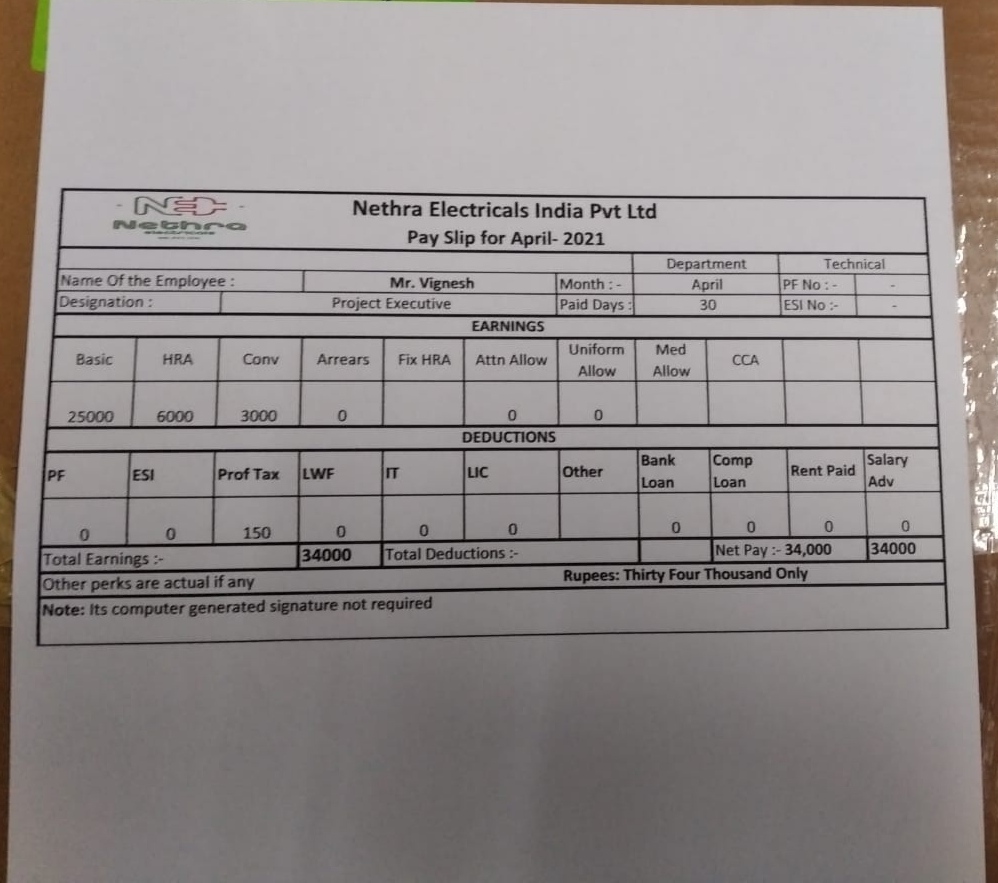 NE
Nethra
electricals
Nethra Electricals India Pvt Ltd
Pay Slip for April- 2021
Department Technical
Name Of the Employee : Mr. Vignesh Month : - April PF No : - -
Designation : Project Executive Paid Days : 30 ESI No :- -
EARNINGS
Basic HRA Conv Arrears Fix HRA Attn Allow Uniform Allow Med Allow CCA
25000 6000 3000 0 0 0
DEDUCTIONS
PF ESI Prof Tax LWF IT LIC Other Bank Loan Comp Loan Rent Paid Salary Adv
0 0 150 0 0 0 0 0 0 0
Total Earnings :- 34000 Total Deductions :- Net Pay :- 34,000 34000
Other perks are actual if any Rupees: Thirty Four Thousand Only
Note: Its computer generated signature not required